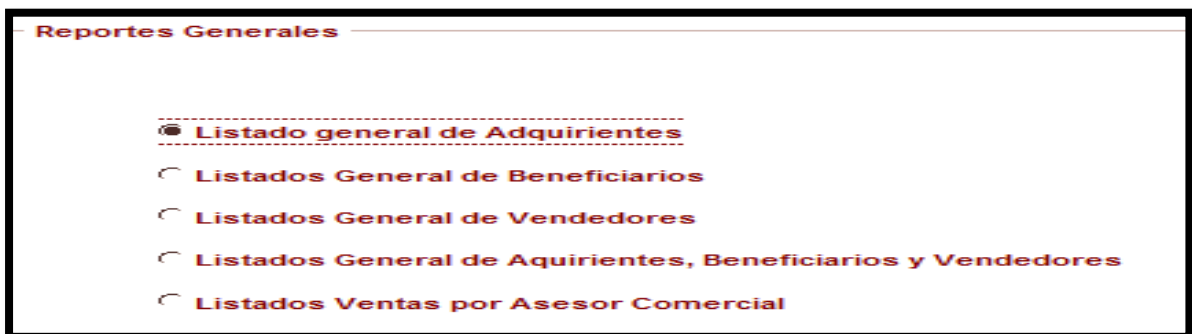 Reportes Generales
Listado general de Adquirientes
Listados General de Beneficiarios
Listados General de Vendedores
Listados General de Aquirientes, Beneficiarios y Vendedores
Listados Ventas por Asesor Comercial